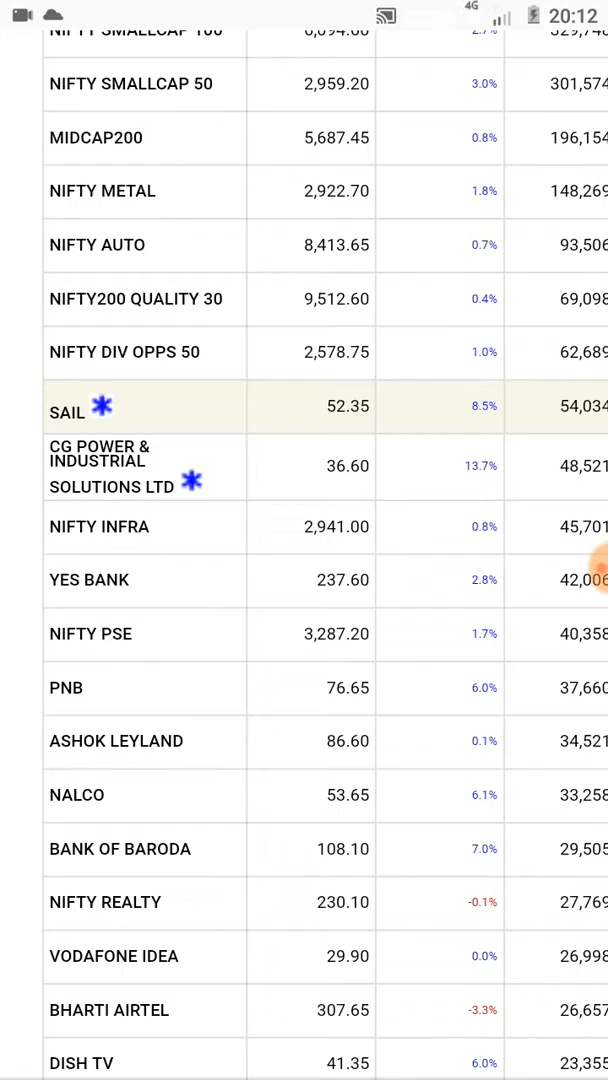 4G 20:12
NIFTY SMALLCAP 100 2.7%
NIFTY SMALLCAP 50 2,959.20 3.0% 301,574
MIDCAP200 5,687.45 0.8% 196,154
NIFTY METAL 2,922.70 1.8% 148,269
NIFTY AUTO 8,413.65 0.7% 93,506
NIFTY200 QUALITY 30 9,512.60 0.4% 69,098
NIFTY DIV OPPS 50 2,578.75 1.0% 62,689
SAIL 52.35 8.5% 54,034
CG POWER &
INDUSTRIAL 36.60 13.7% 48,521
SOLUTIONS LTD
NIFTY INFRA 2,941.00 0.8% 45,701
YES BANK 237.60 2.8% 42,006
NIFTY PSE 3,287.20 1.7% 40,358
PNB 76.65 6.0% 37,660
ASHOK LEYLAND 86.60 0.1% 34,521
NALCO 53.65 6.1% 33,258
BANK OF BARODA 108.10 7.0% 29,505
NIFTY REALTY 230.10 -0.1% 27,769
VODAFONE IDEA 29.90 0.0% 26,998
BHARTI AIRTEL 307.65 -3.3% 26,657
DISH TV 41.35 6.0% 23,355